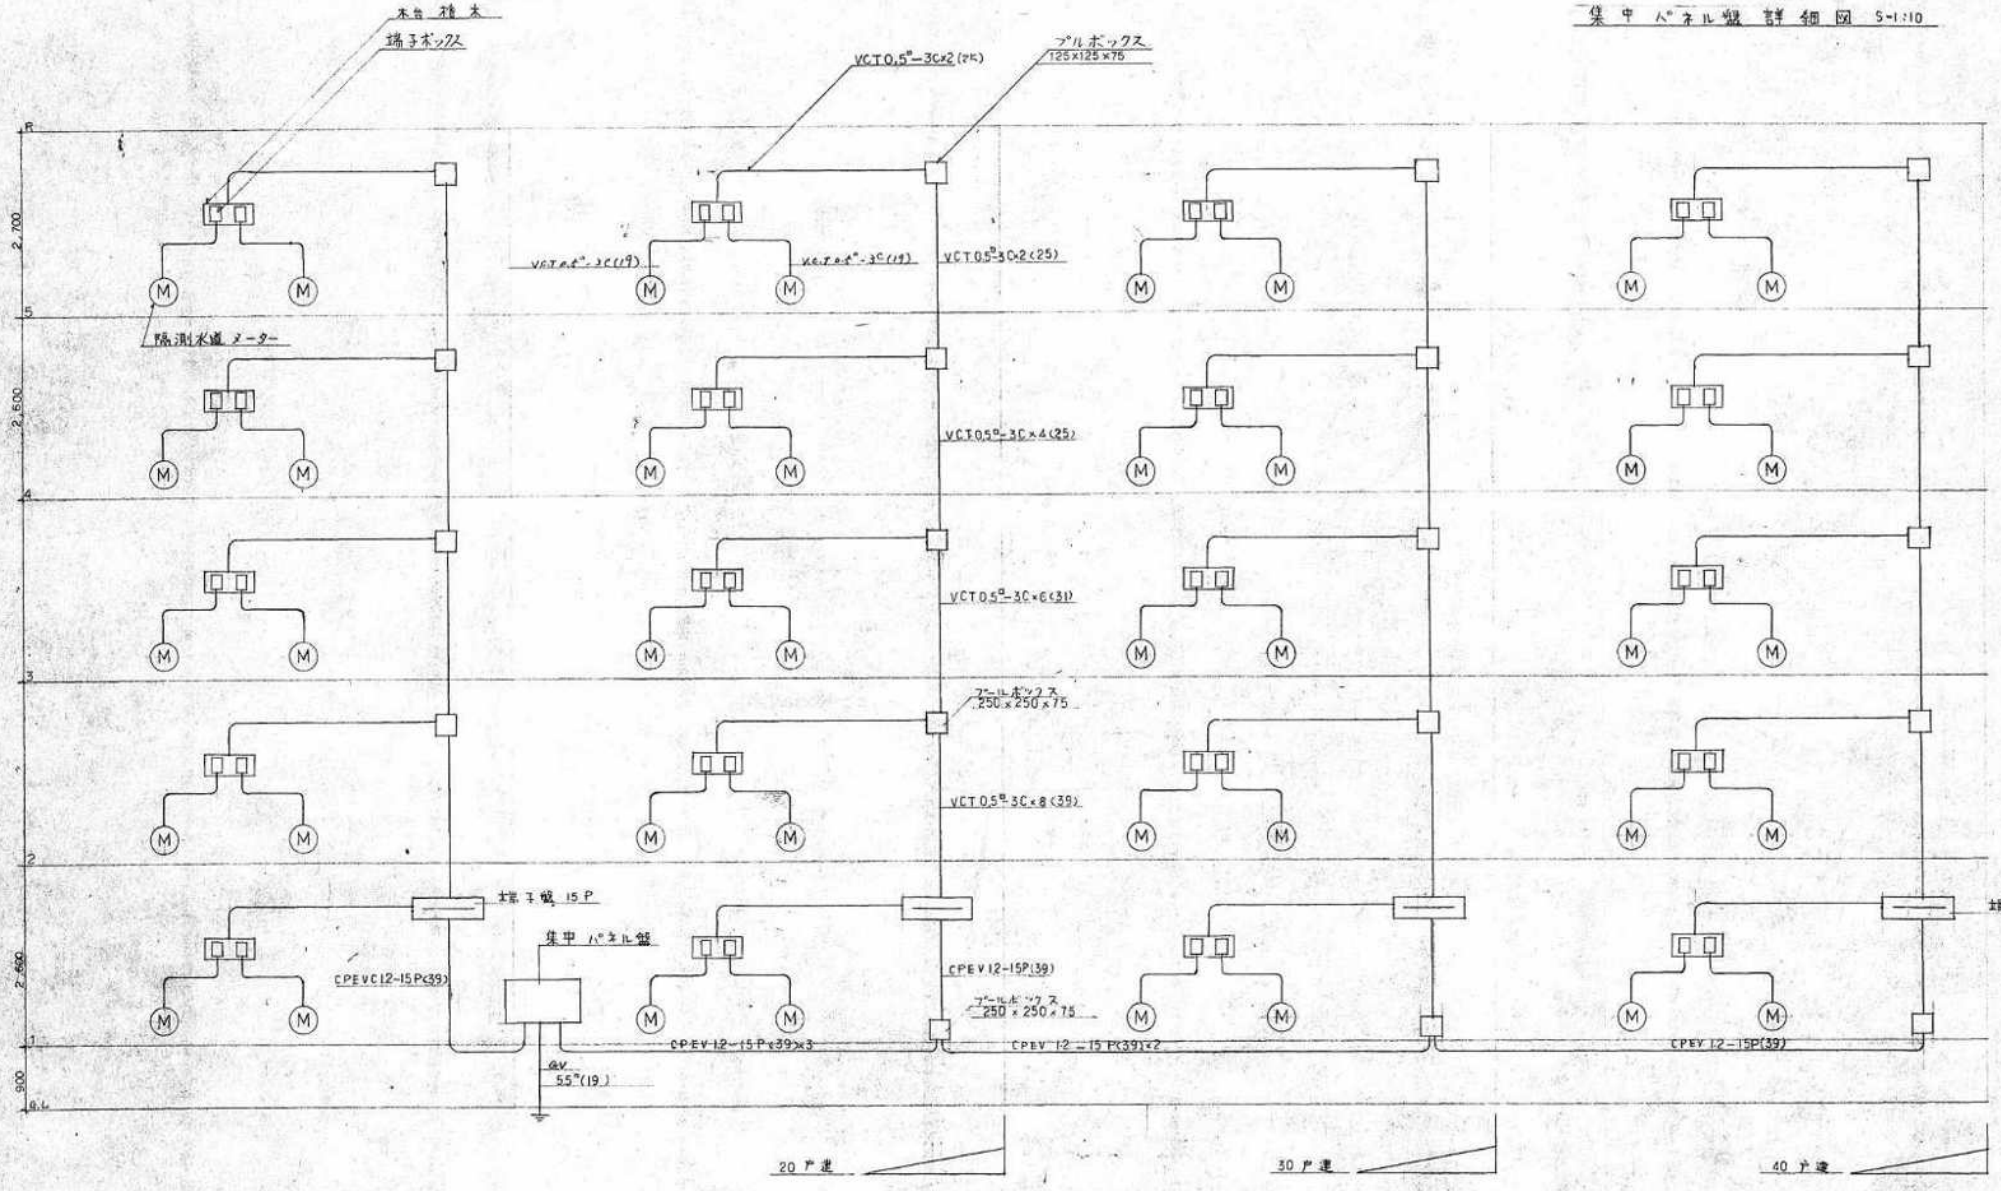 集中パネル盤詳細図 S-1:10
木台 檜木
端子ボックス
VCT0.5°-3C×2(25)
プルボックス
125×125×75
R
2,700
VCT0.5°-3C(19)
VCT0.5°-3C(19)
VCT0.5°-3C×2(25)
M M M M M M M M
5
隔測水道メーター
2,600
VCT0.5°-3C×4(25)
M M M M M M M M
4
VCT0.5°-3C×6(31)
M M M M M M M M
3
プールボックス
250×250×75
VCT0.5°-3C×8(39)
M M M M M M M M
2
端子盤 15P
端
集中パネル盤
2,600
CPEVC1.2-15P(39)
CPEV1.2-15P(39)
プールボックス
250×250×75
M M M M M M M M
1
CPEV1.2-15P(39)×3
CPEV1.2-15P(39)×2
CPEV1.2-15P(39)
900
GV
5.5°(19)
G.L
20戸建
30戸建
40戸建